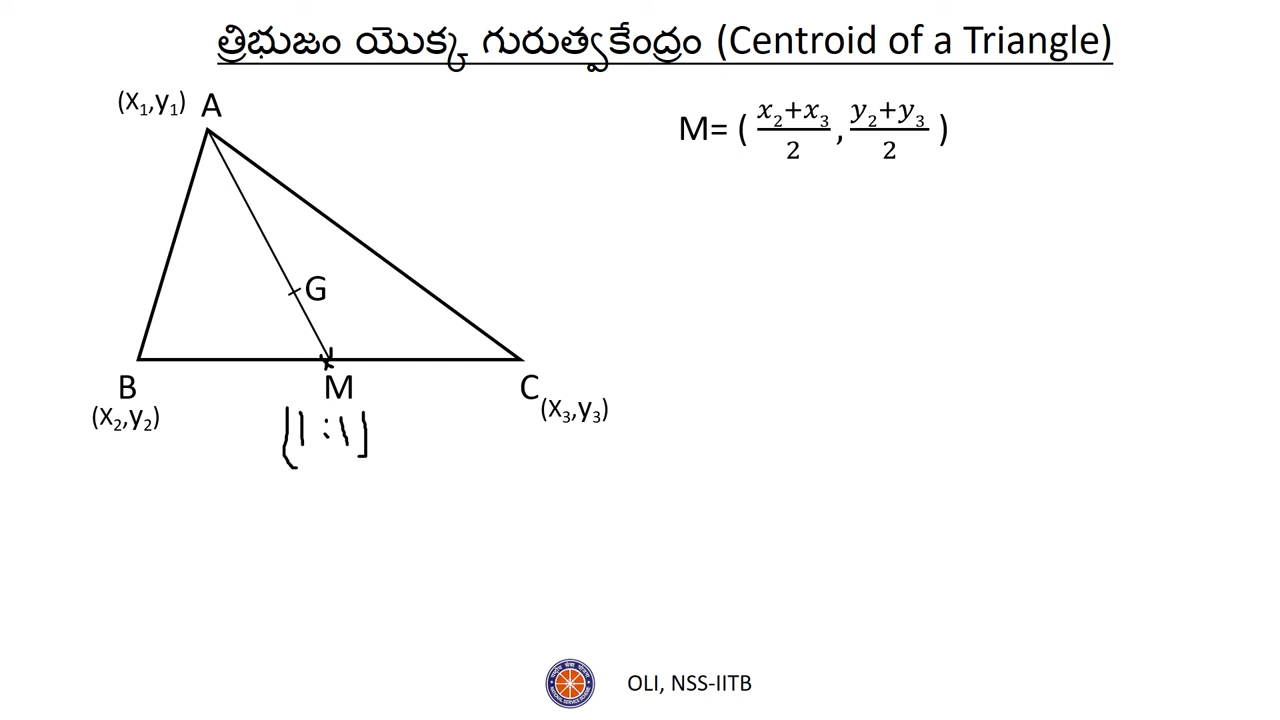 త్రిభుజం యొక్క గురుత్వకేంద్రం (Centroid of a Triangle)
(X₁,y₁) A
M= ( x₂+x₃/2 , y₂+y₃/2 )
G
B M C
(X₂,y₂) (X₃,y₃)
[1:1]
OLI, NSS-IITB